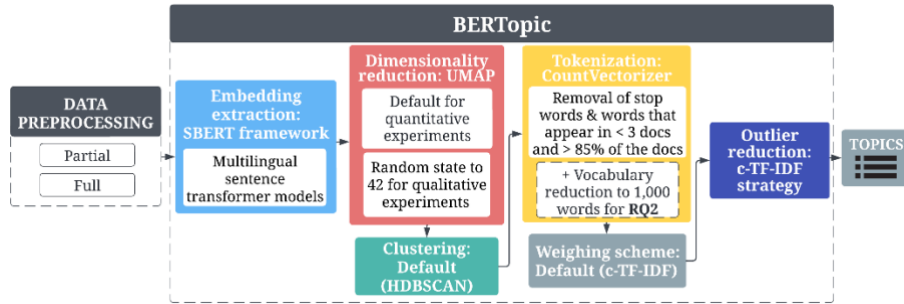 BERTopic
DATA
PREPROCESSING
Partial
Full
Embedding
extraction:
SBERT framework
Multilingual
sentence
transformer models
Dimensionality
reduction: UMAP
Default for
quantitative
experiments
Random state to
42 for qualitative
experiments
Clustering:
Default
(HDBSCAN)
Tokenization:
CountVectorizer
Removal of stop
words & words that
appear in < 3 docs
and > 85% of the docs
+ Vocabulary
reduction to 1,000
words for RQ2
Weighing scheme:
Default (c-TF-IDF)
Outlier
reduction:
c-TF-IDF
strategy
TOPICS